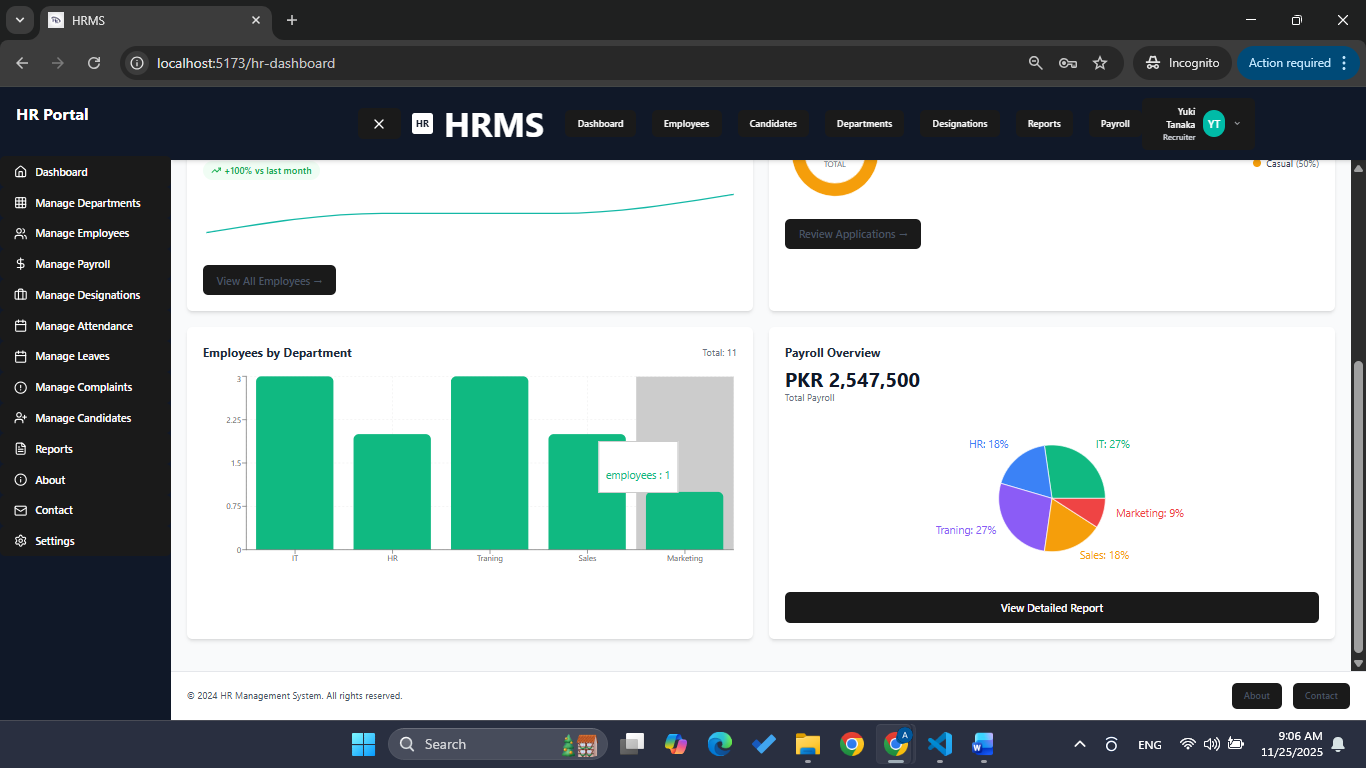 HRMS
localhost:5173/hr-dashboard
Incognito
Action required
HR Portal
HR HRMS
Dashboard
Employees
Candidates
Departments
Designations
Reports
Payroll
Yuki
Tanaka
Recruiter
YT
Dashboard
Manage Departments
Manage Employees
Manage Payroll
Manage Designations
Manage Attendance
Manage Leaves
Manage Complaints
Manage Candidates
Reports
About
Contact
Settings
+100% vs last month
View All Employees →
TOTAL
Casual (50%)
Review Applications →
Employees by Department
Total: 11
3
2.25
1.5
0.75
0
employees : 1
IT
HR
Traning
Sales
Marketing
Payroll Overview
PKR 2,547,500
Total Payroll
HR: 18%
IT: 27%
Marketing: 9%
Traning: 27%
Sales: 18%
View Detailed Report
© 2024 HR Management System. All rights reserved.
About
Contact
Search
A
ENG
9:06 AM
11/25/2025